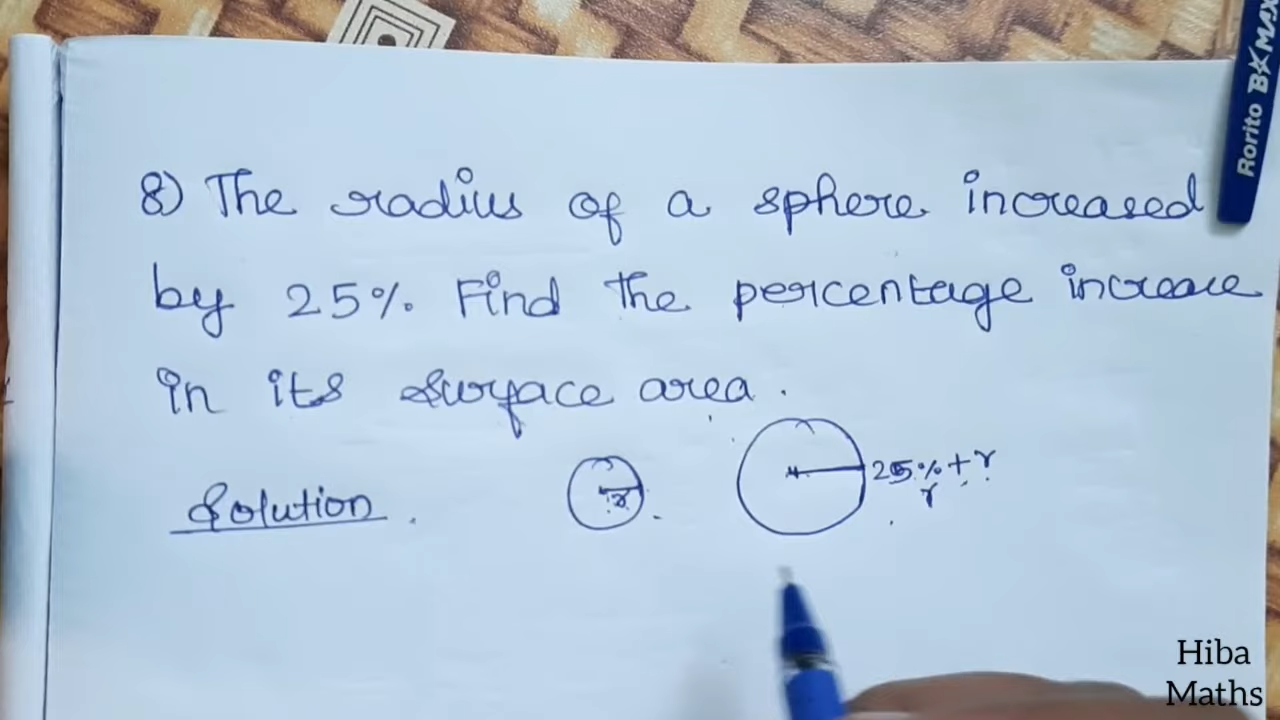 8) The radius of a sphere increased
by 25%. Find the percentage increase
in its surface area.
Solution.
r
25% + r
r
Rorito BXMAX
Hiba
Maths